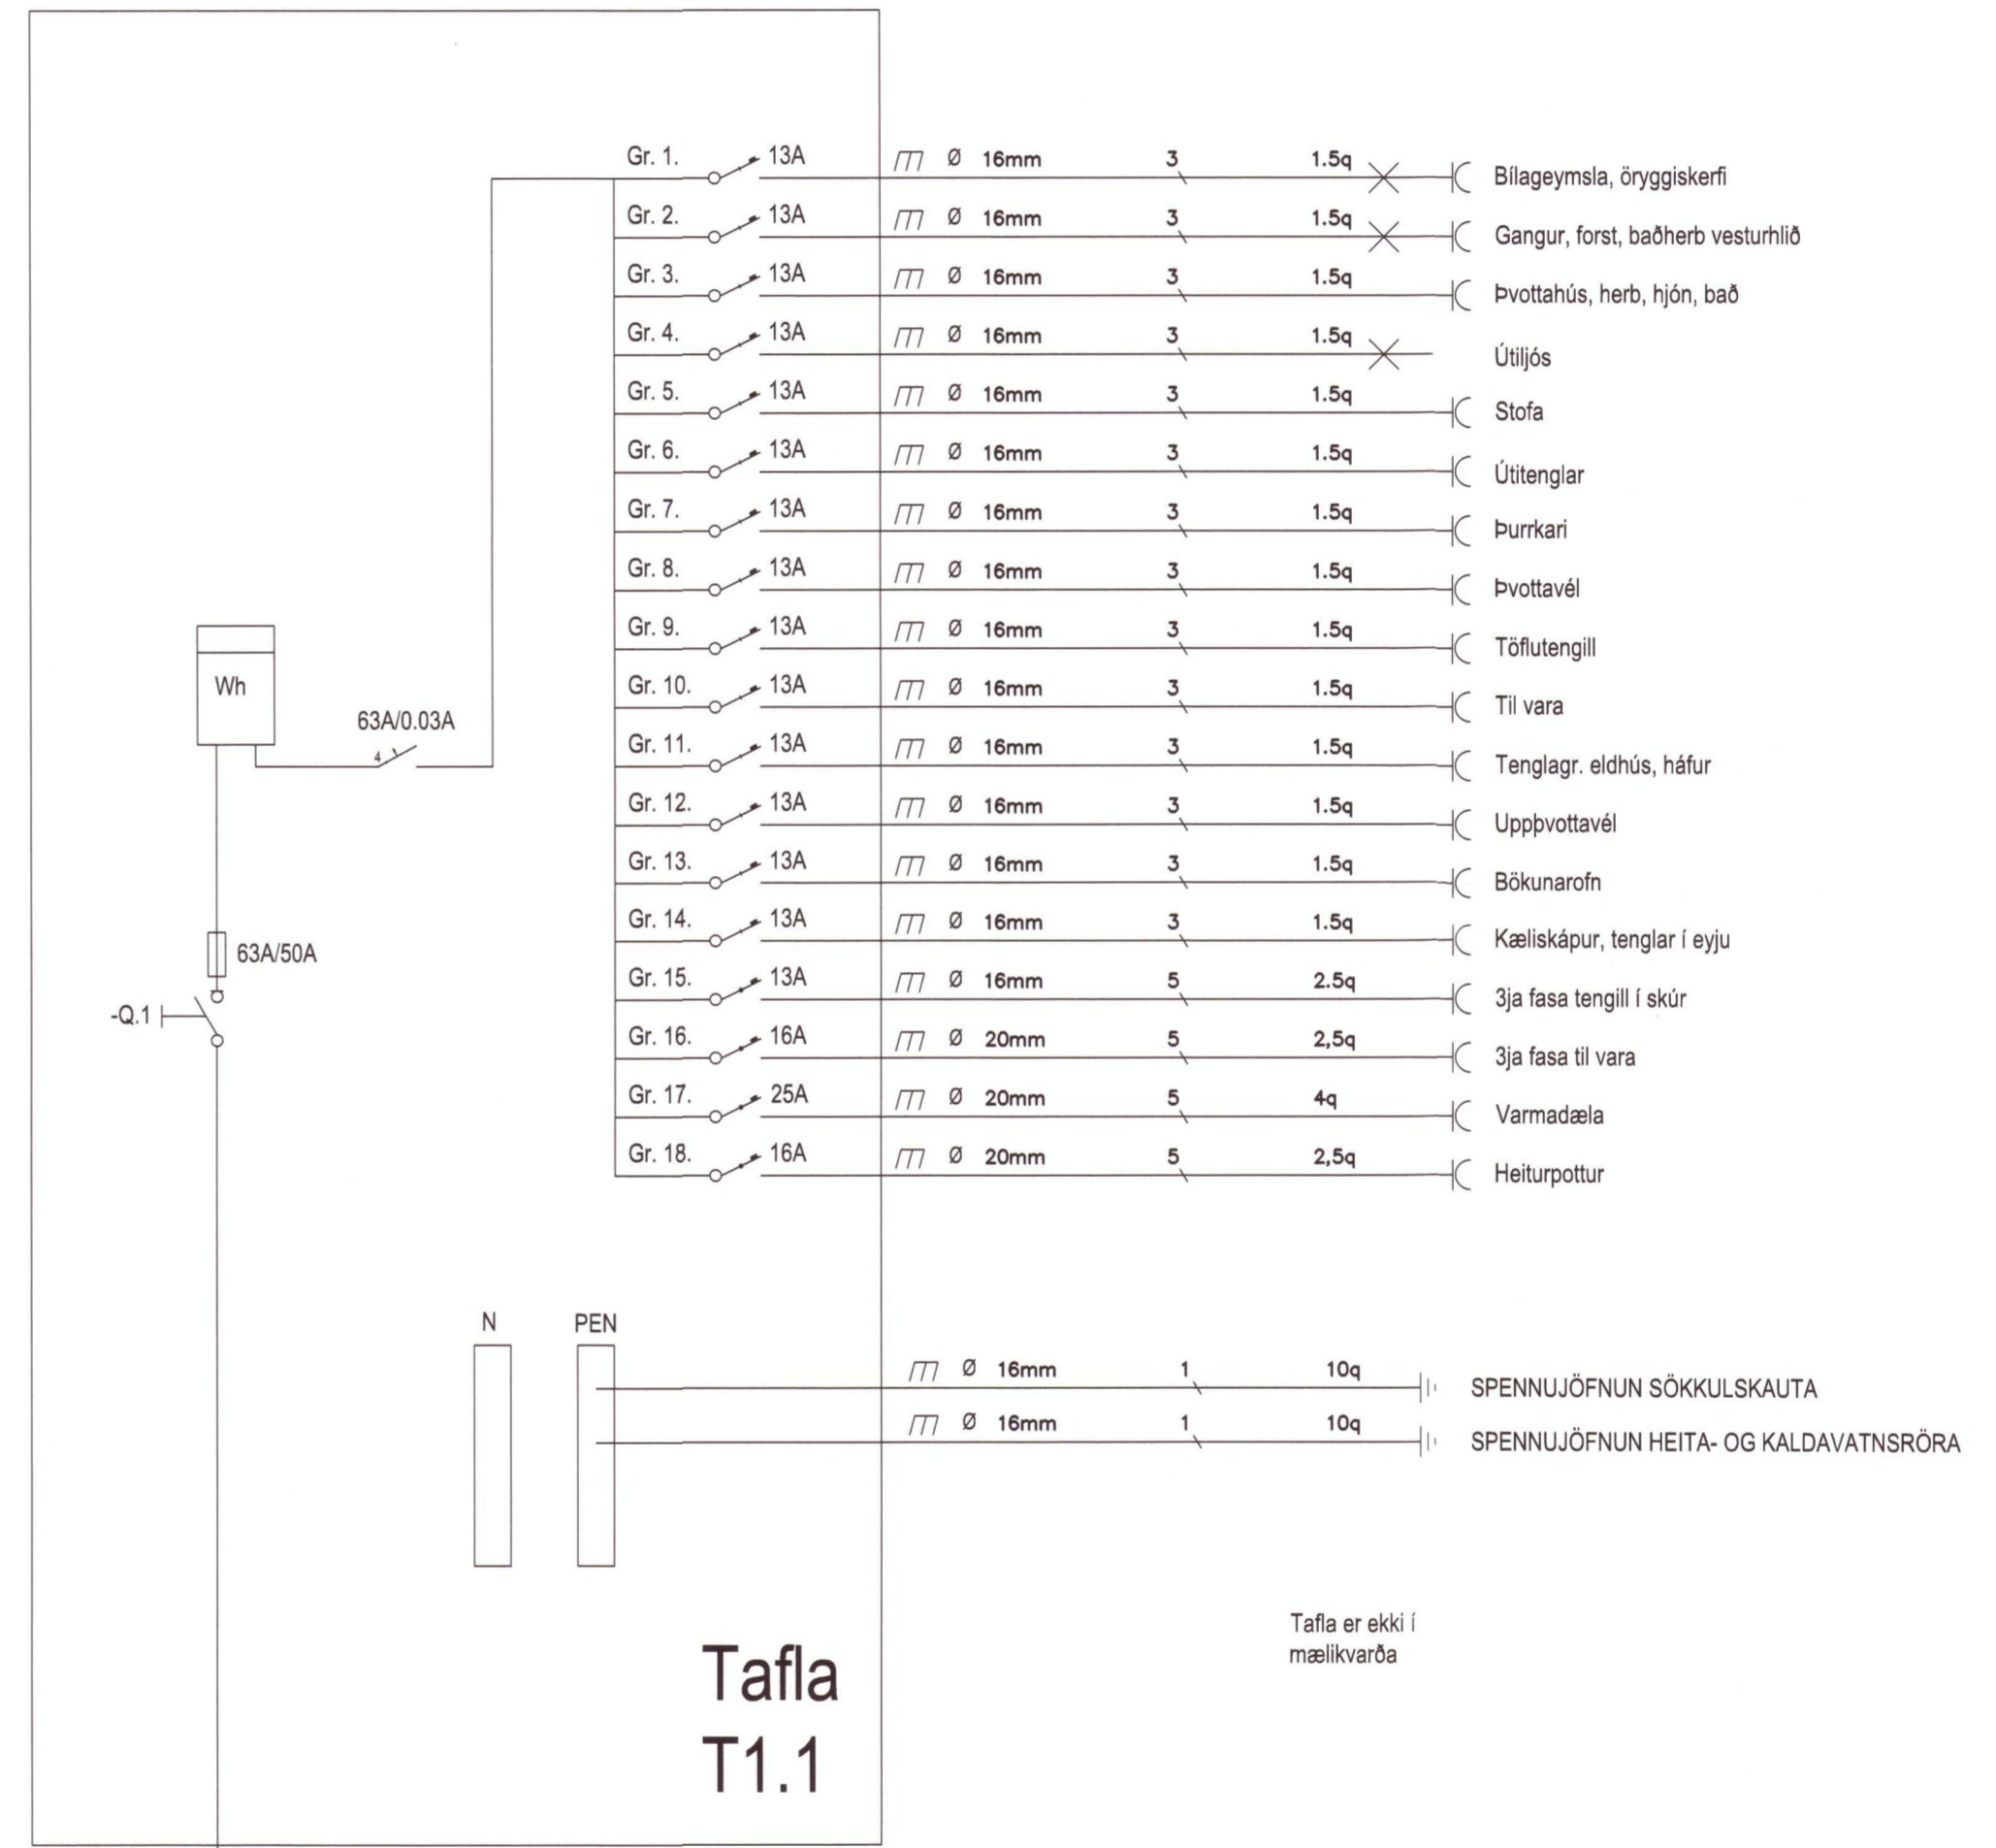 Gr. 1. 13A Ø 16mm 3 1.5q Bílageymsla, öryggiskerfi
Gr. 2. 13A Ø 16mm 3 1.5q Gangur, forst, baðherb vesturhlið
Gr. 3. 13A Ø 16mm 3 1.5q Þvottahús, herb, hjón, bað
Gr. 4. 13A Ø 16mm 3 1.5q Útiljós
Gr. 5. 13A Ø 16mm 3 1.5q Stofa
Gr. 6. 13A Ø 16mm 3 1.5q Útitenglar
Gr. 7. 13A Ø 16mm 3 1.5q Þurrkari
Gr. 8. 13A Ø 16mm 3 1.5q Þvottavél
Gr. 9. 13A Ø 16mm 3 1.5q Töflutengill
Wh
Gr. 10. 13A Ø 16mm 3 1.5q Til vara
63A/0.03A
4
Gr. 11. 13A Ø 16mm 3 1.5q Tenglagr. eldhús, háfur
Gr. 12. 13A Ø 16mm 3 1.5q Uppþvottavél
Gr. 13. 13A Ø 16mm 3 1.5q Bökunarofn
Gr. 14. 13A Ø 16mm 3 1.5q Kæliskápur, tenglar í eyju
63A/50A
Gr. 15. 13A Ø 16mm 5 2.5q 3ja fasa tengill í skúr
-Q.1
Gr. 16. 16A Ø 20mm 5 2,5q 3ja fasa til vara
Gr. 17. 25A Ø 20mm 5 4q Varmadæla
Gr. 18. 16A Ø 20mm 5 2,5q Heiturpottur
N PEN
Ø 16mm 1 10q SPENNUJÖFNUN SÖKKULSKAUTA
Ø 16mm 1 10q SPENNUJÖFNUN HEITA- OG KALDAVATNSRÖRA
Tafla er ekki í
mælikvarða
Tafla
T1.1